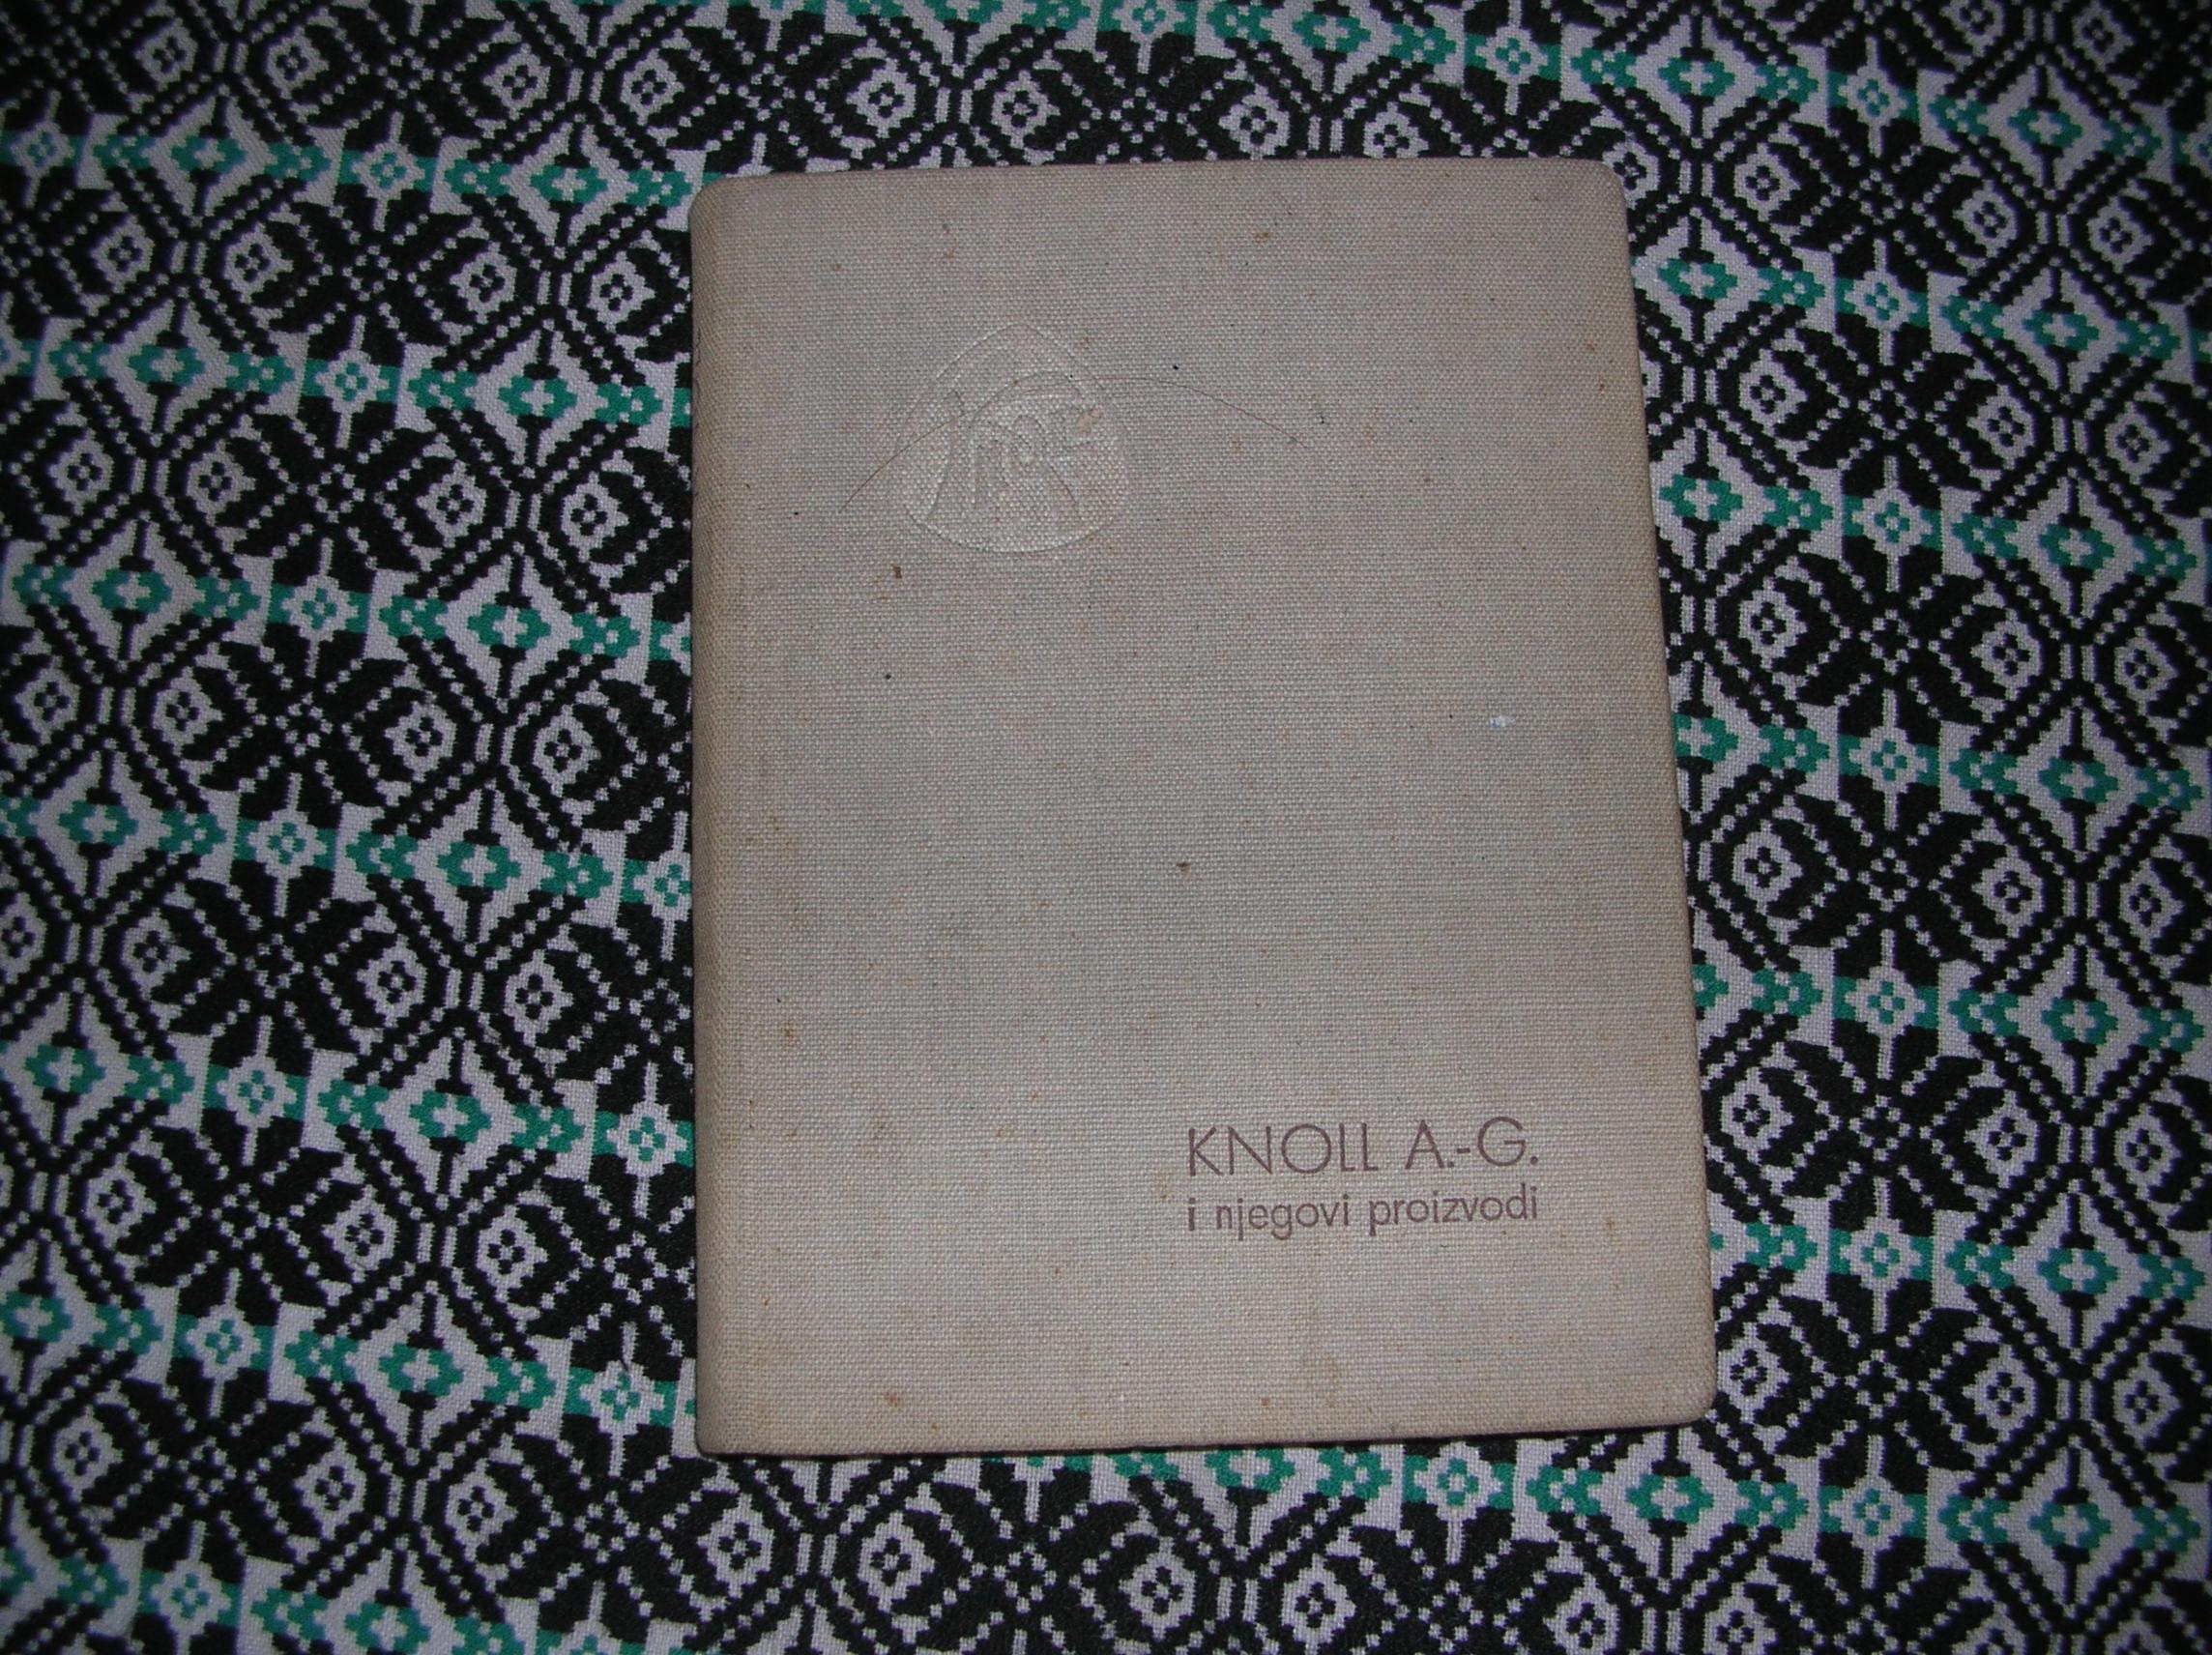 KNOLL A.-G.
i njegovi proizvodi